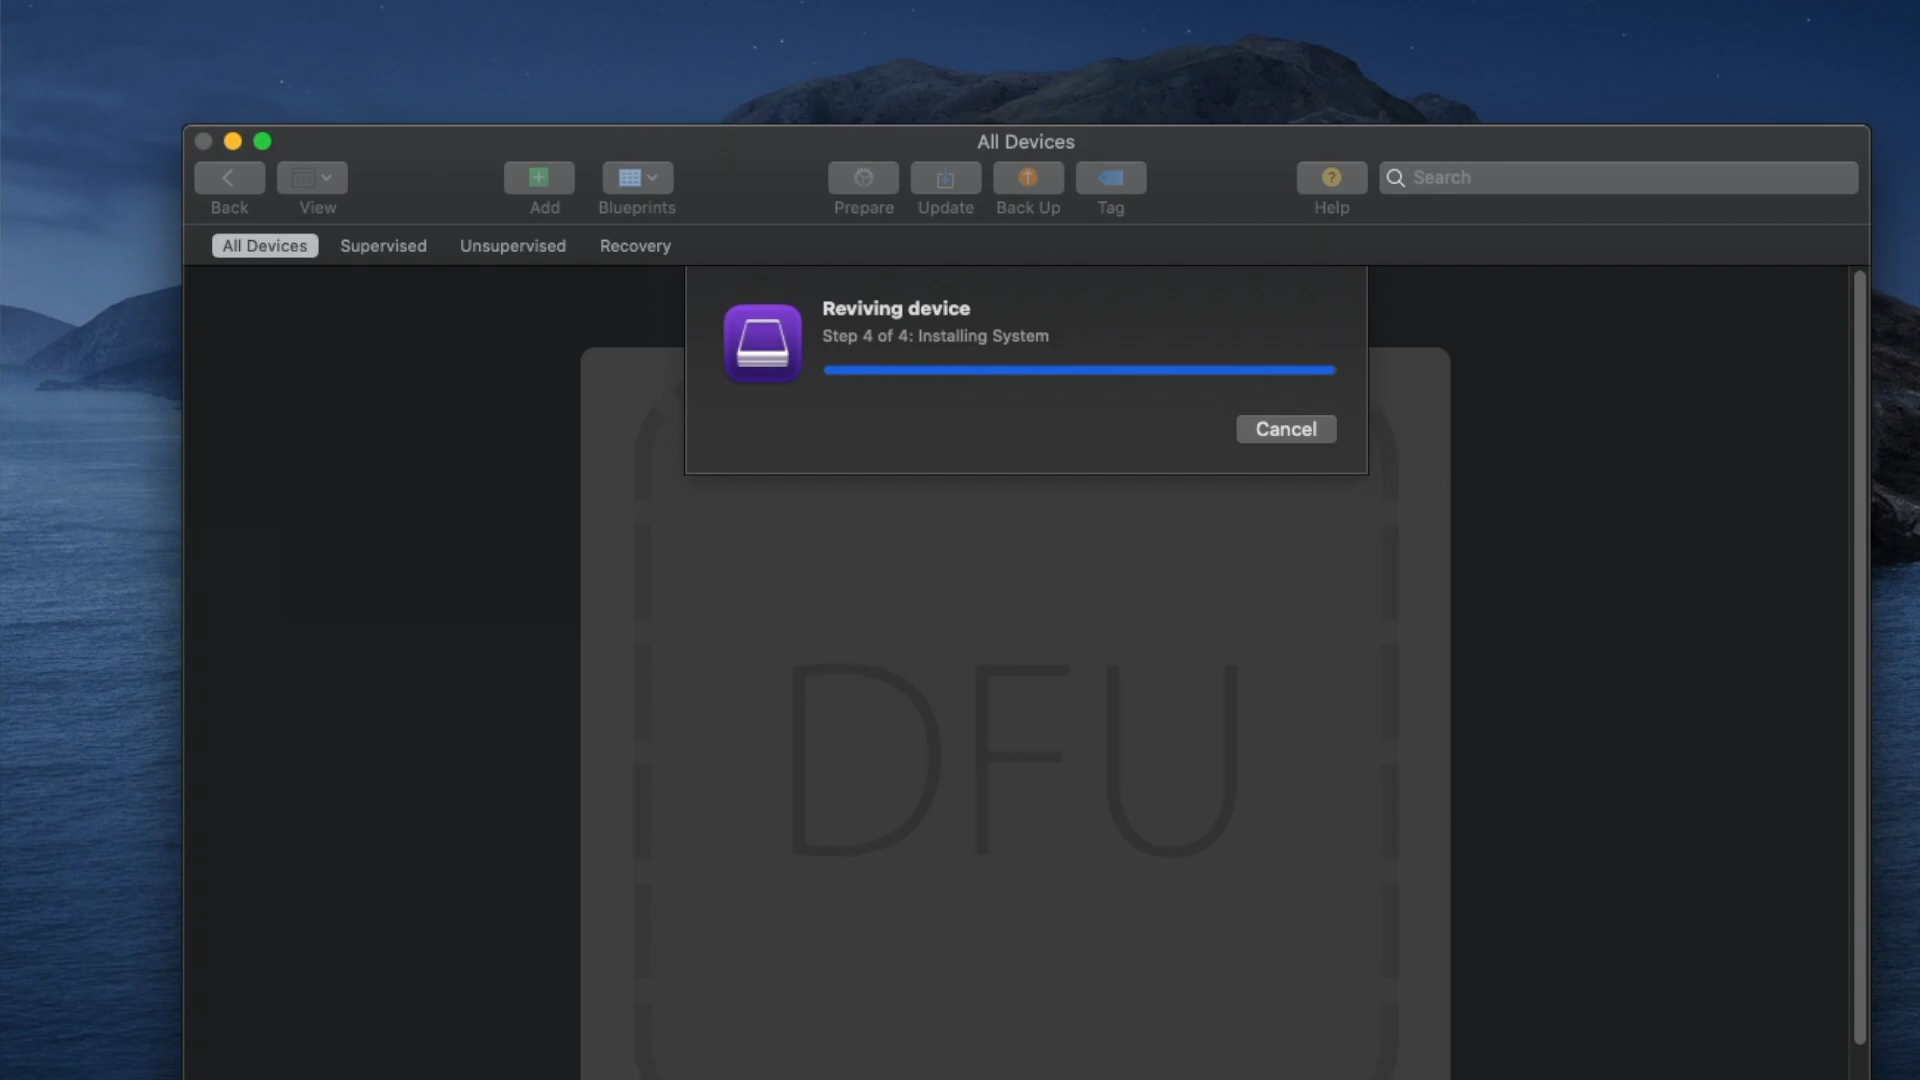 All Devices
Back
View
Add
Blueprints
Prepare
Update
Back Up
Tag
?
Help
Search
All Devices
Supervised
Unsupervised
Recovery
Reviving device
Step 4 of 4: Installing System
Cancel
DFU